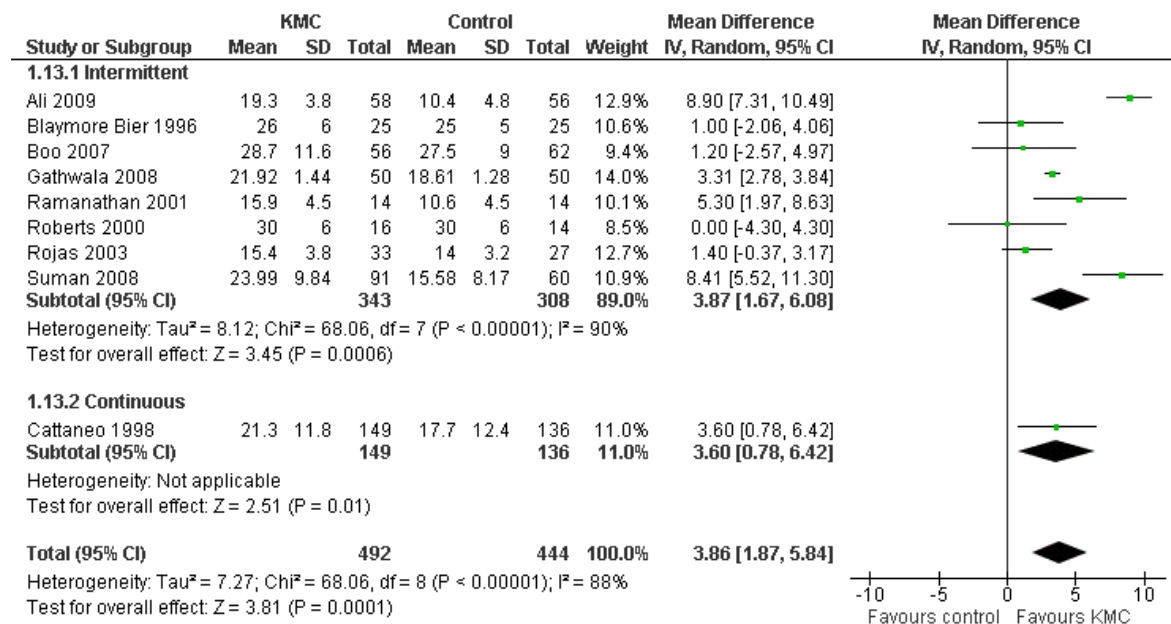 KMC Control Mean Difference Mean Difference
Study or Subgroup Mean SD Total Mean SD Total Weight IV, Random, 95% CI IV, Random, 95% CI
1.13.1 Intermittent
Ali 2009 19.3 3.8 58 10.4 4.8 56 12.9% 8.90 [7.31, 10.49]
Blaymore Bier 1996 26 6 25 25 5 25 10.6% 1.00 [-2.06, 4.06]
Boo 2007 28.7 11.6 56 27.5 9 62 9.4% 1.20 [-2.57, 4.97]
Gathwala 2008 21.92 1.44 50 18.61 1.28 50 14.0% 3.31 [2.78, 3.84]
Ramanathan 2001 15.9 4.5 14 10.6 4.5 14 10.1% 5.30 [1.97, 8.63]
Roberts 2000 30 6 16 30 6 14 8.5% 0.00 [-4.30, 4.30]
Rojas 2003 15.4 3.8 33 14 3.2 27 12.7% 1.40 [-0.37, 3.17]
Suman 2008 23.99 9.84 91 15.58 8.17 60 10.9% 8.41 [5.52, 11.30]
Subtotal (95% CI) 343 308 89.0% 3.87 [1.67, 6.08]
Heterogeneity: Tau² = 8.12; Chi² = 68.06, df = 7 (P < 0.00001); I² = 90%
Test for overall effect: Z = 3.45 (P = 0.0006)
1.13.2 Continuous
Cattaneo 1998 21.3 11.8 149 17.7 12.4 136 11.0% 3.60 [0.78, 6.42]
Subtotal (95% CI) 149 136 11.0% 3.60 [0.78, 6.42]
Heterogeneity: Not applicable
Test for overall effect: Z = 2.51 (P = 0.01)
Total (95% CI) 492 444 100.0% 3.86 [1.87, 5.84]
Heterogeneity: Tau² = 7.27; Chi² = 68.06, df = 8 (P < 0.00001); I² = 88%
Test for overall effect: Z = 3.81 (P = 0.0001)
-10 -5 0 5 10
Favours control Favours KMC